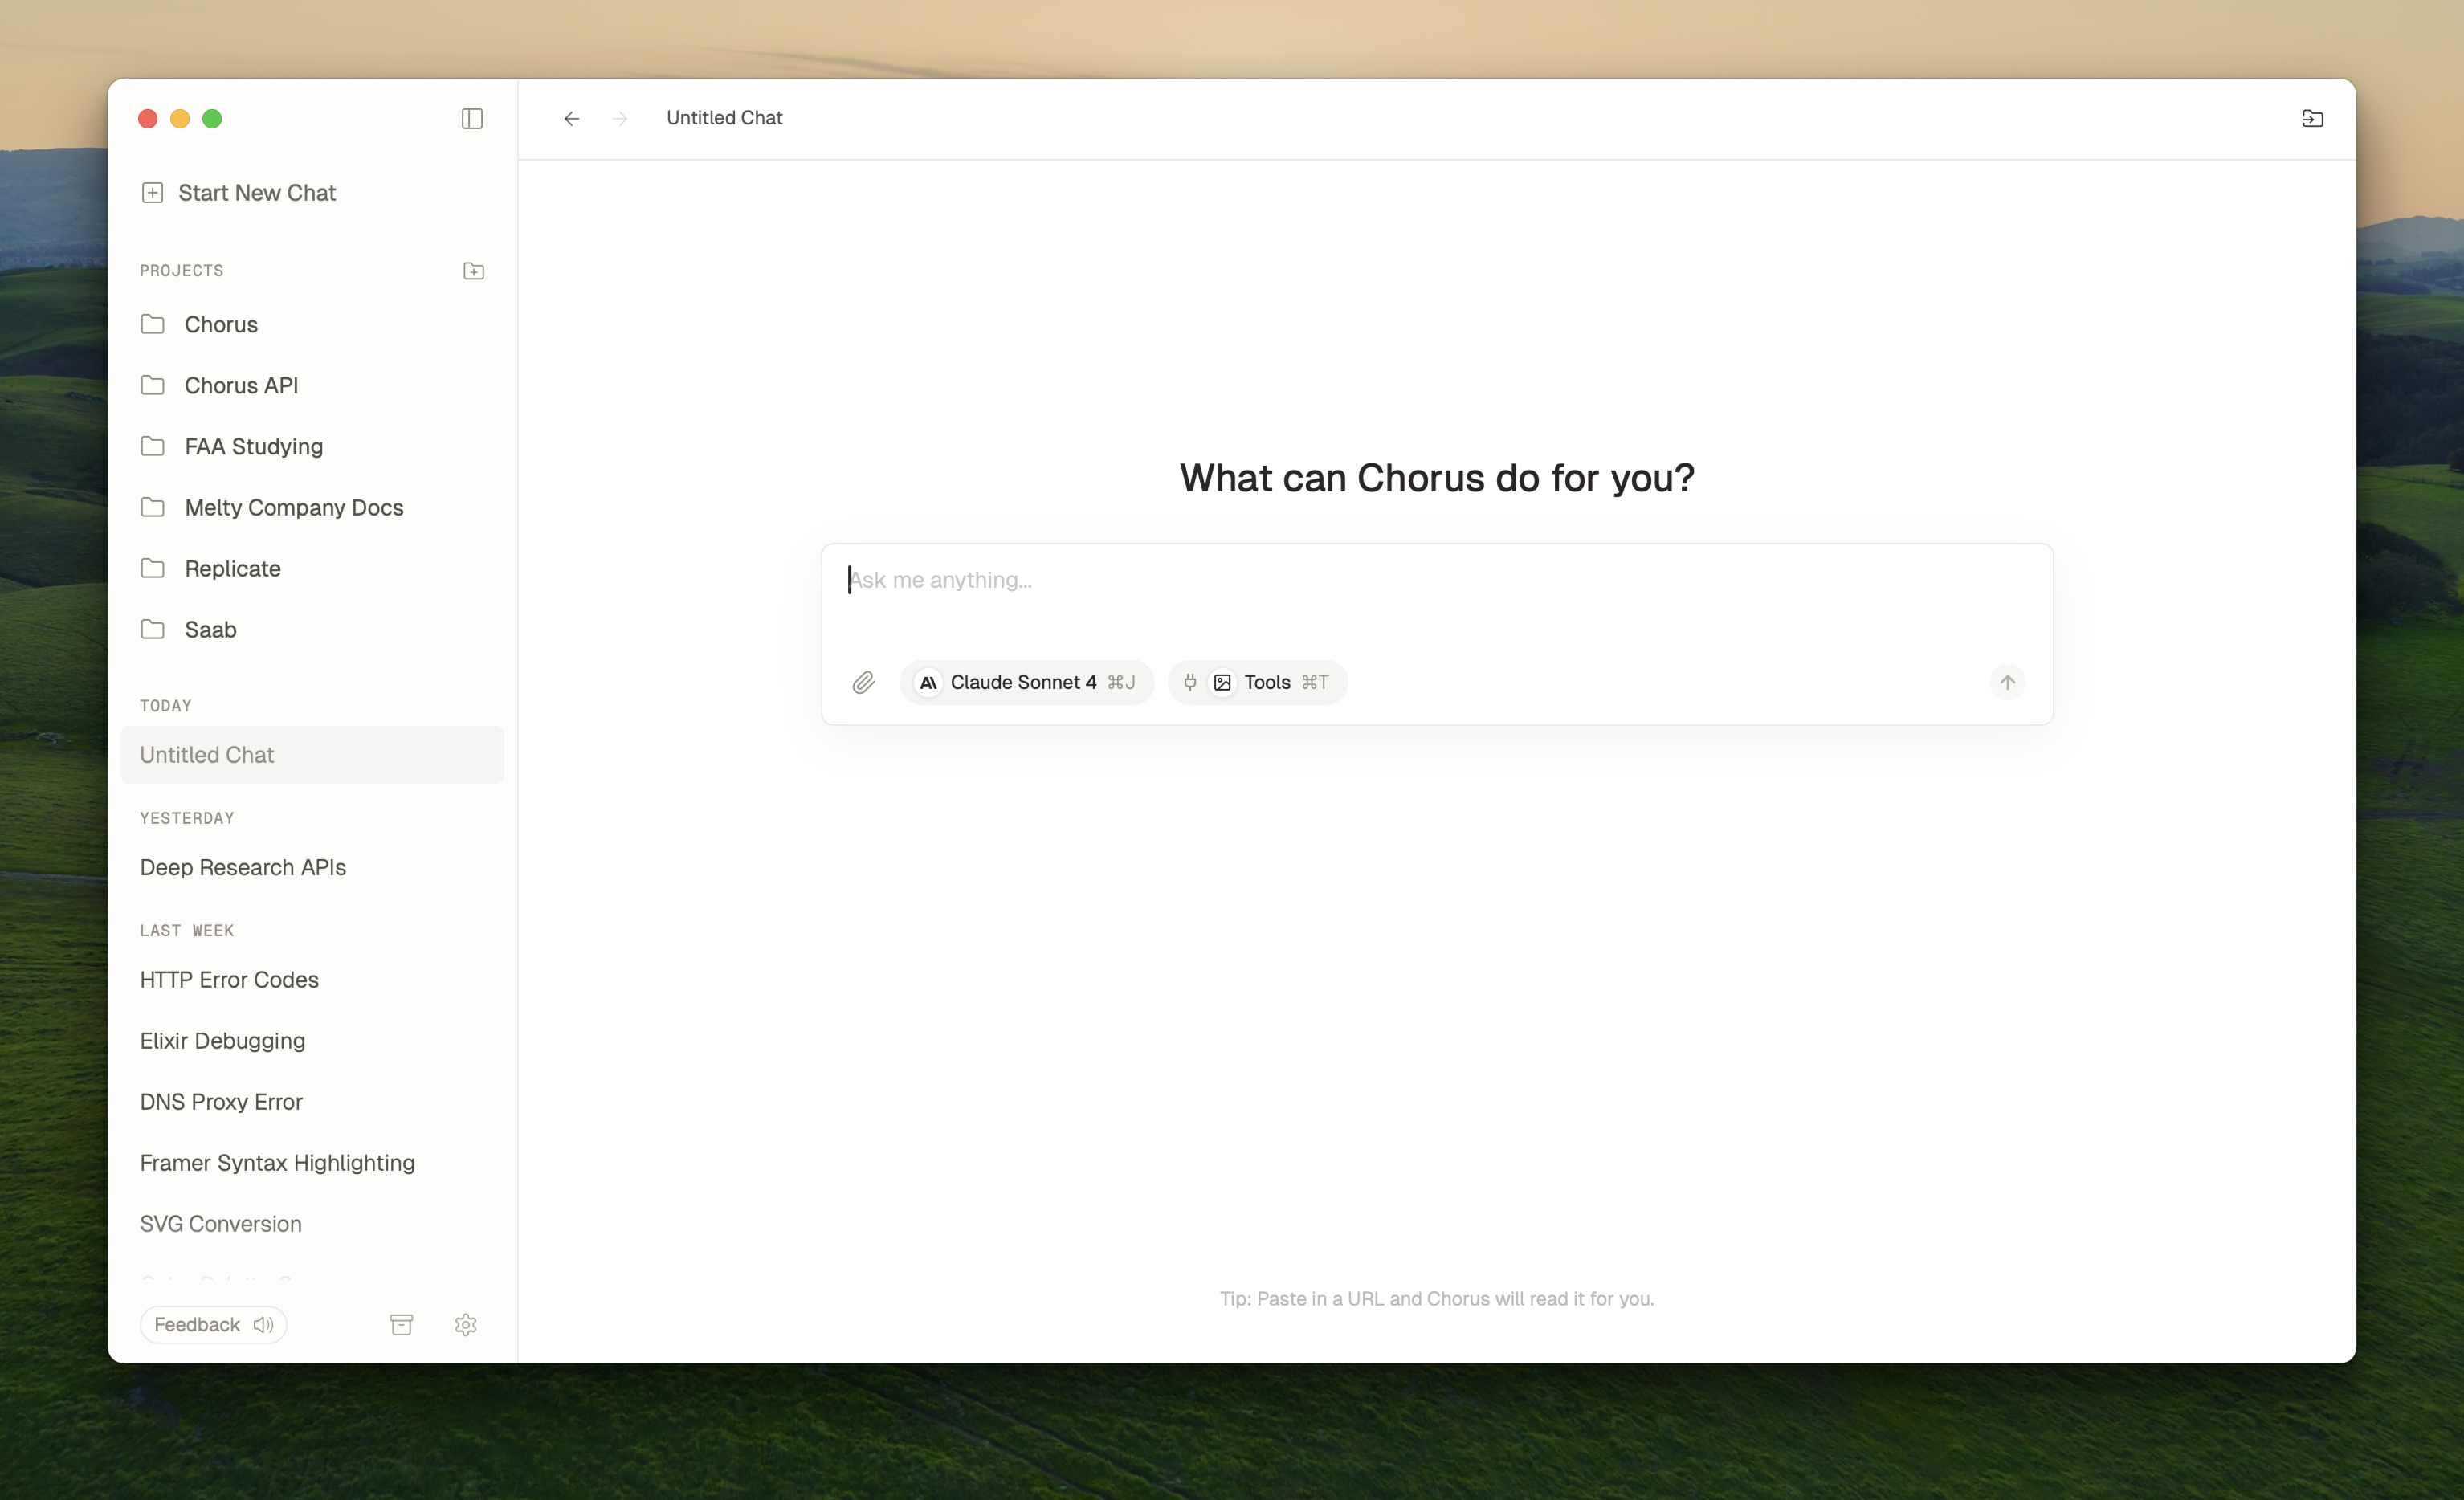 Untitled Chat
Start New Chat
PROJECTS
Chorus
Chorus API
FAA Studying
Melty Company Docs
Replicate
Saab
TODAY
Untitled Chat
YESTERDAY
Deep Research APIs
LAST WEEK
HTTP Error Codes
Elixir Debugging
DNS Proxy Error
Framer Syntax Highlighting
SVG Conversion
Feedback
What can Chorus do for you?
Ask me anything...
Claude Sonnet 4 ⌘J Tools ⌘T
Tip: Paste in a URL and Chorus will read it for you.